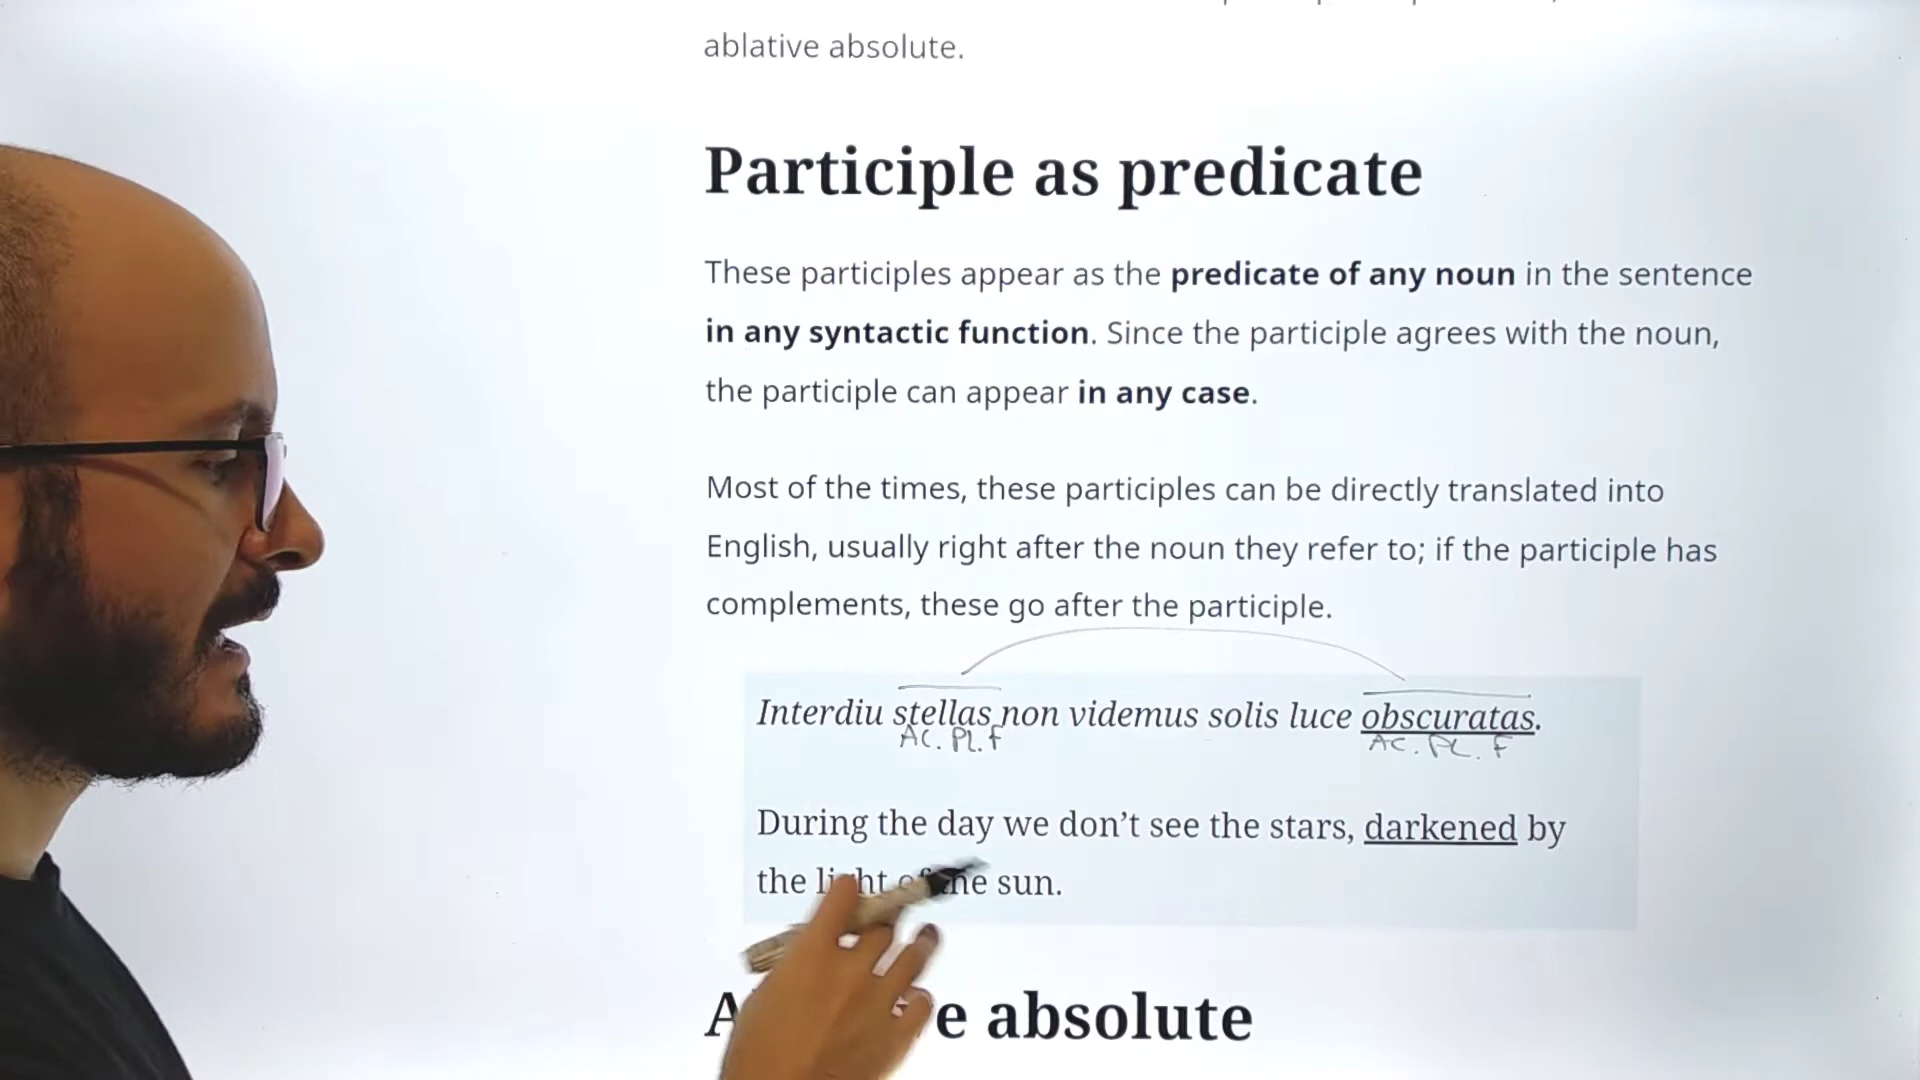 ablative absolute.
Participle as predicate
These participles appear as the predicate of any noun in the sentence
in any syntactic function. Since the participle agrees with the noun,
the participle can appear in any case.
Most of the times, these participles can be directly translated into
English, usually right after the noun they refer to; if the participle has
complements, these go after the participle.
Interdiu stellas non videmus solis luce obscuratas.
AC. PL. F AC. PL. F
During the day we don’t see the stars, darkened by
the light of the sun.
absolute